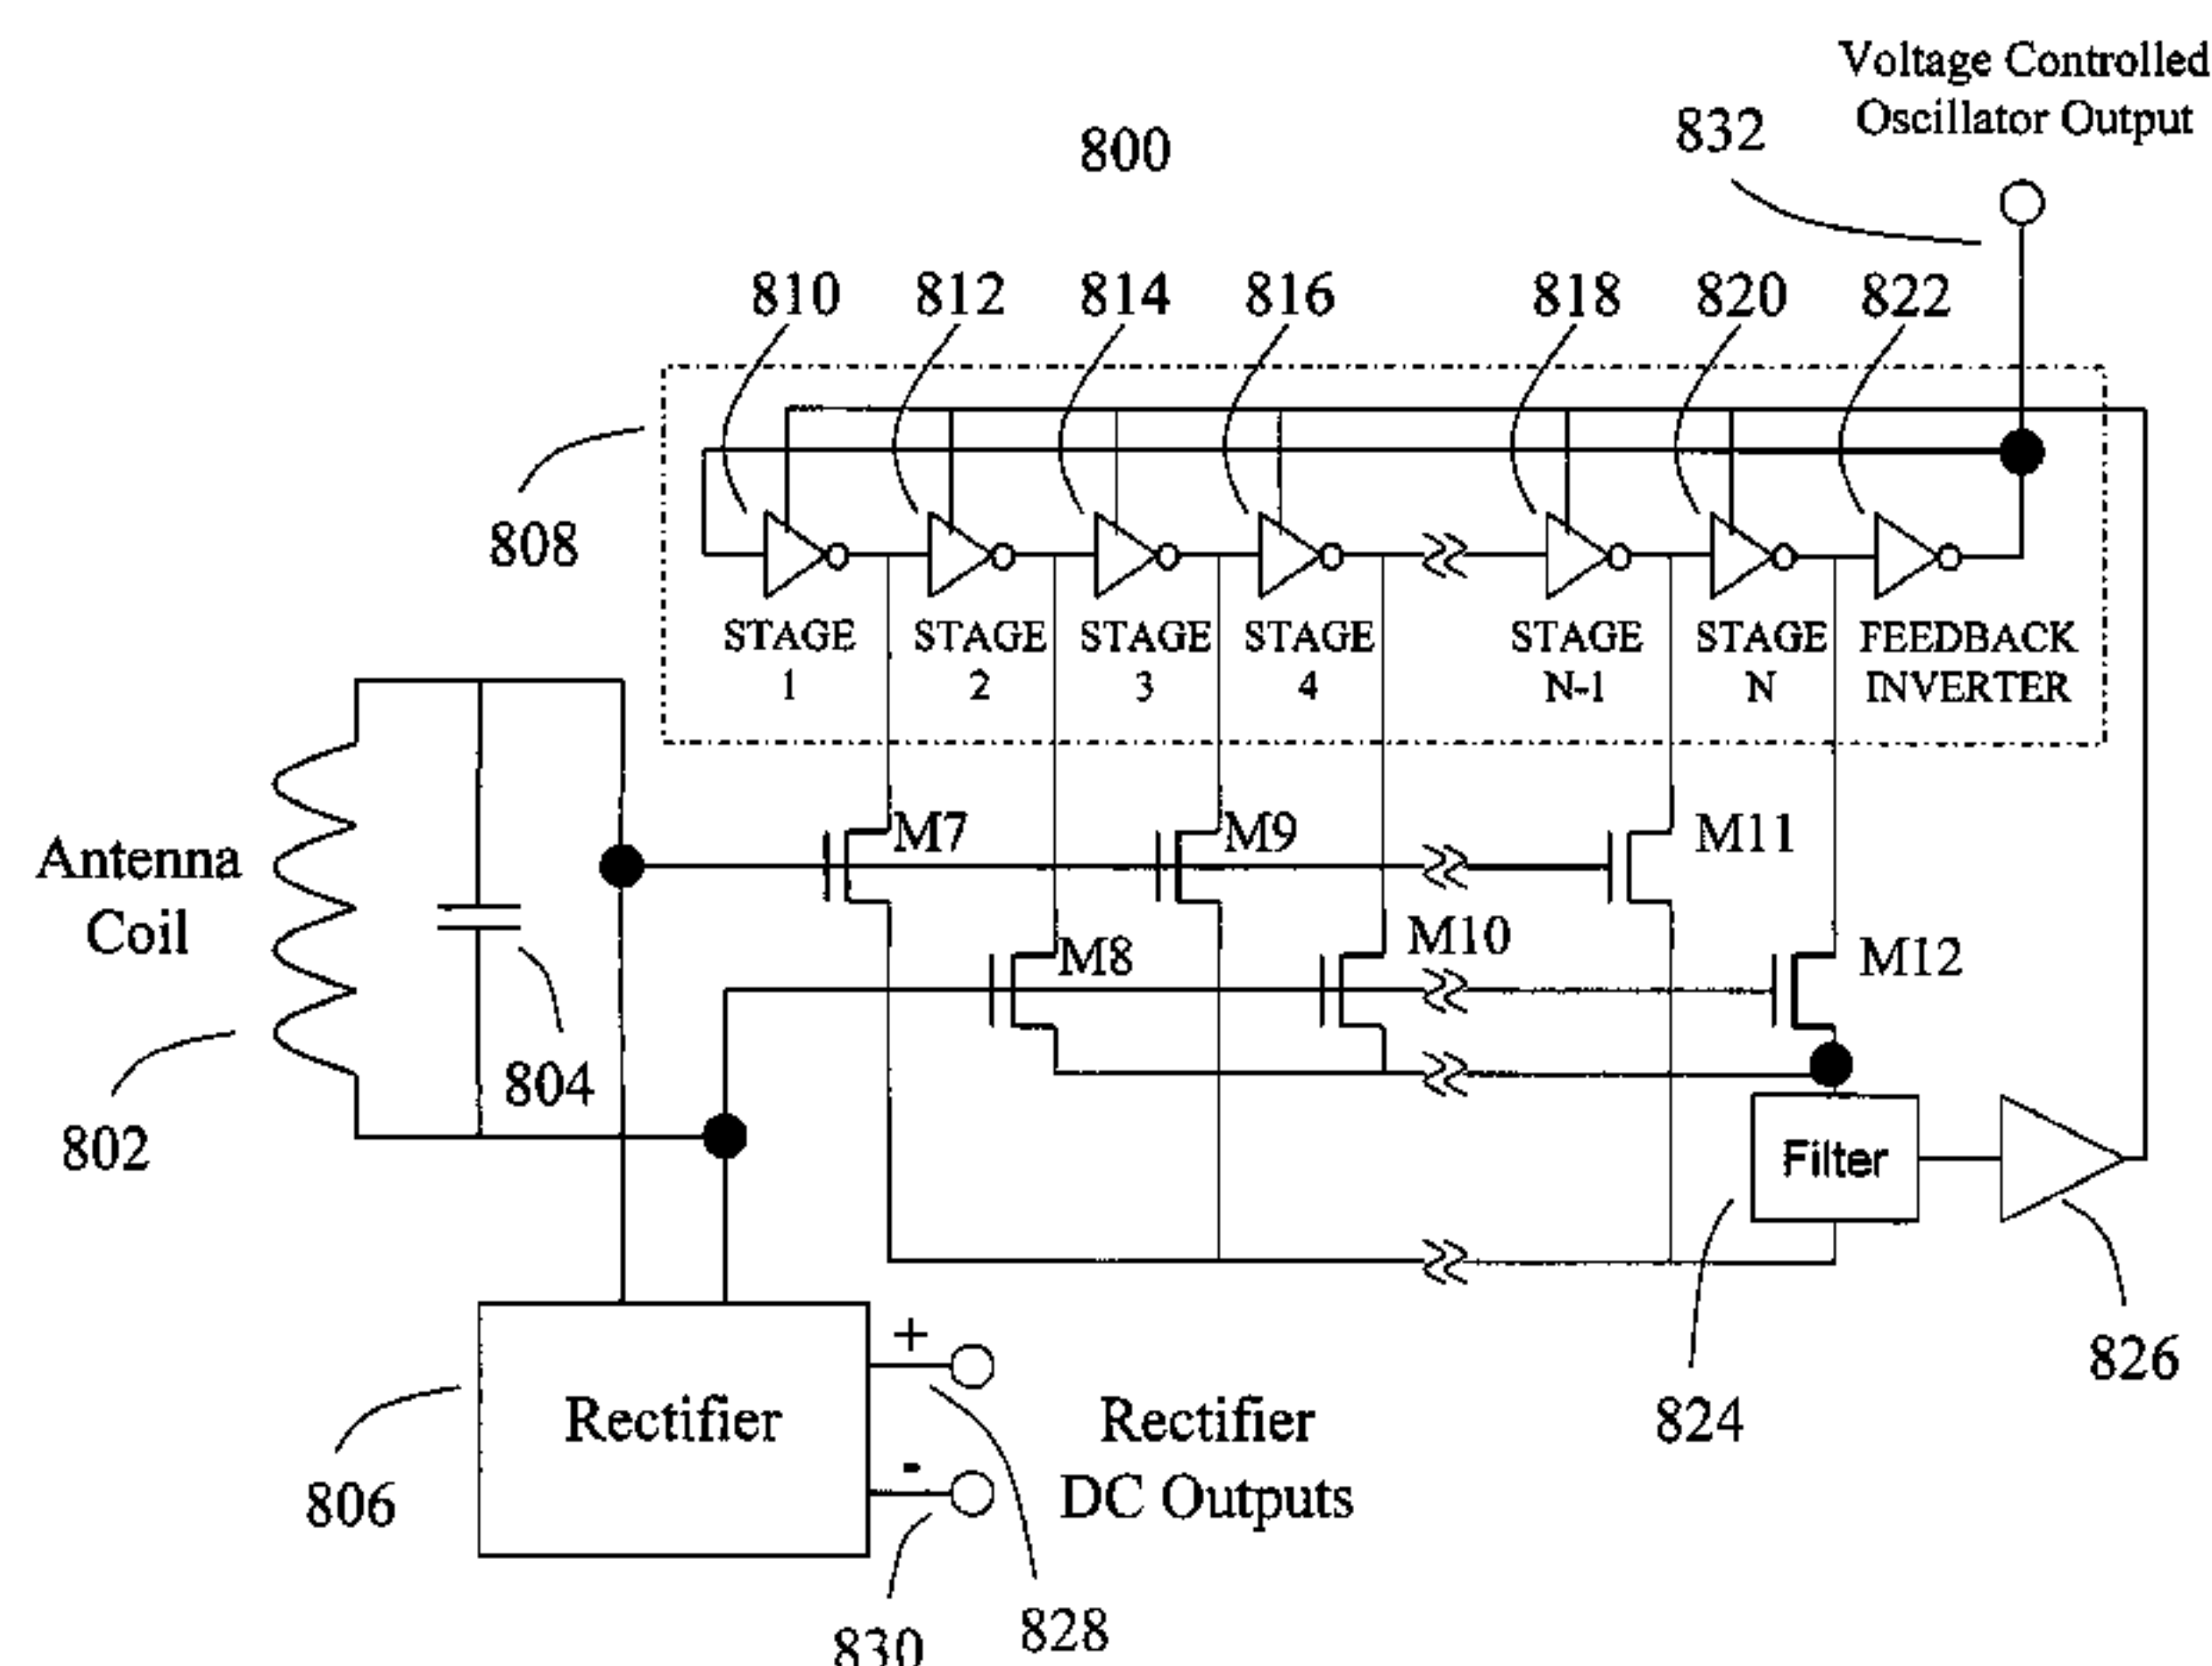 Voltage Controlled
Oscillator Output
832
800
810 812 814 816 818 820 822
808
STAGE 1
STAGE 2
STAGE 3
STAGE 4
STAGE N-1
STAGE N
FEEDBACK INVERTER
M7 M9 M11
Antenna
Coil
M8 M10 M12
804
802
Filter
826
824
Rectifier
+
-
Rectifier
DC Outputs
806
828
830